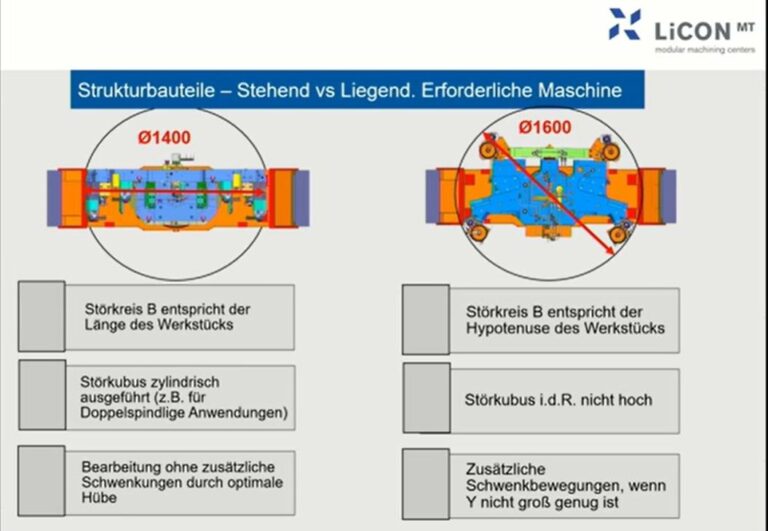 LiCON MT
modular machining centers
Strukturbauteile – Stehend vs Liegend. Erforderliche Maschine
Ø1400
Ø1600
Störkreis B entspricht der
Länge des Werkstücks
Störkubus zylindrisch
ausgeführt (z.B. für
Doppelspindlige Anwendungen)
Bearbeitung ohne zusätzliche
Schwenkungen durch optimale
Hübe
Störkreis B entspricht der
Hypotenuse des Werkstücks
Störkubus i.d.R. nicht hoch
Zusätzliche
Schwenkbewegungen, wenn
Y nicht groß genug ist